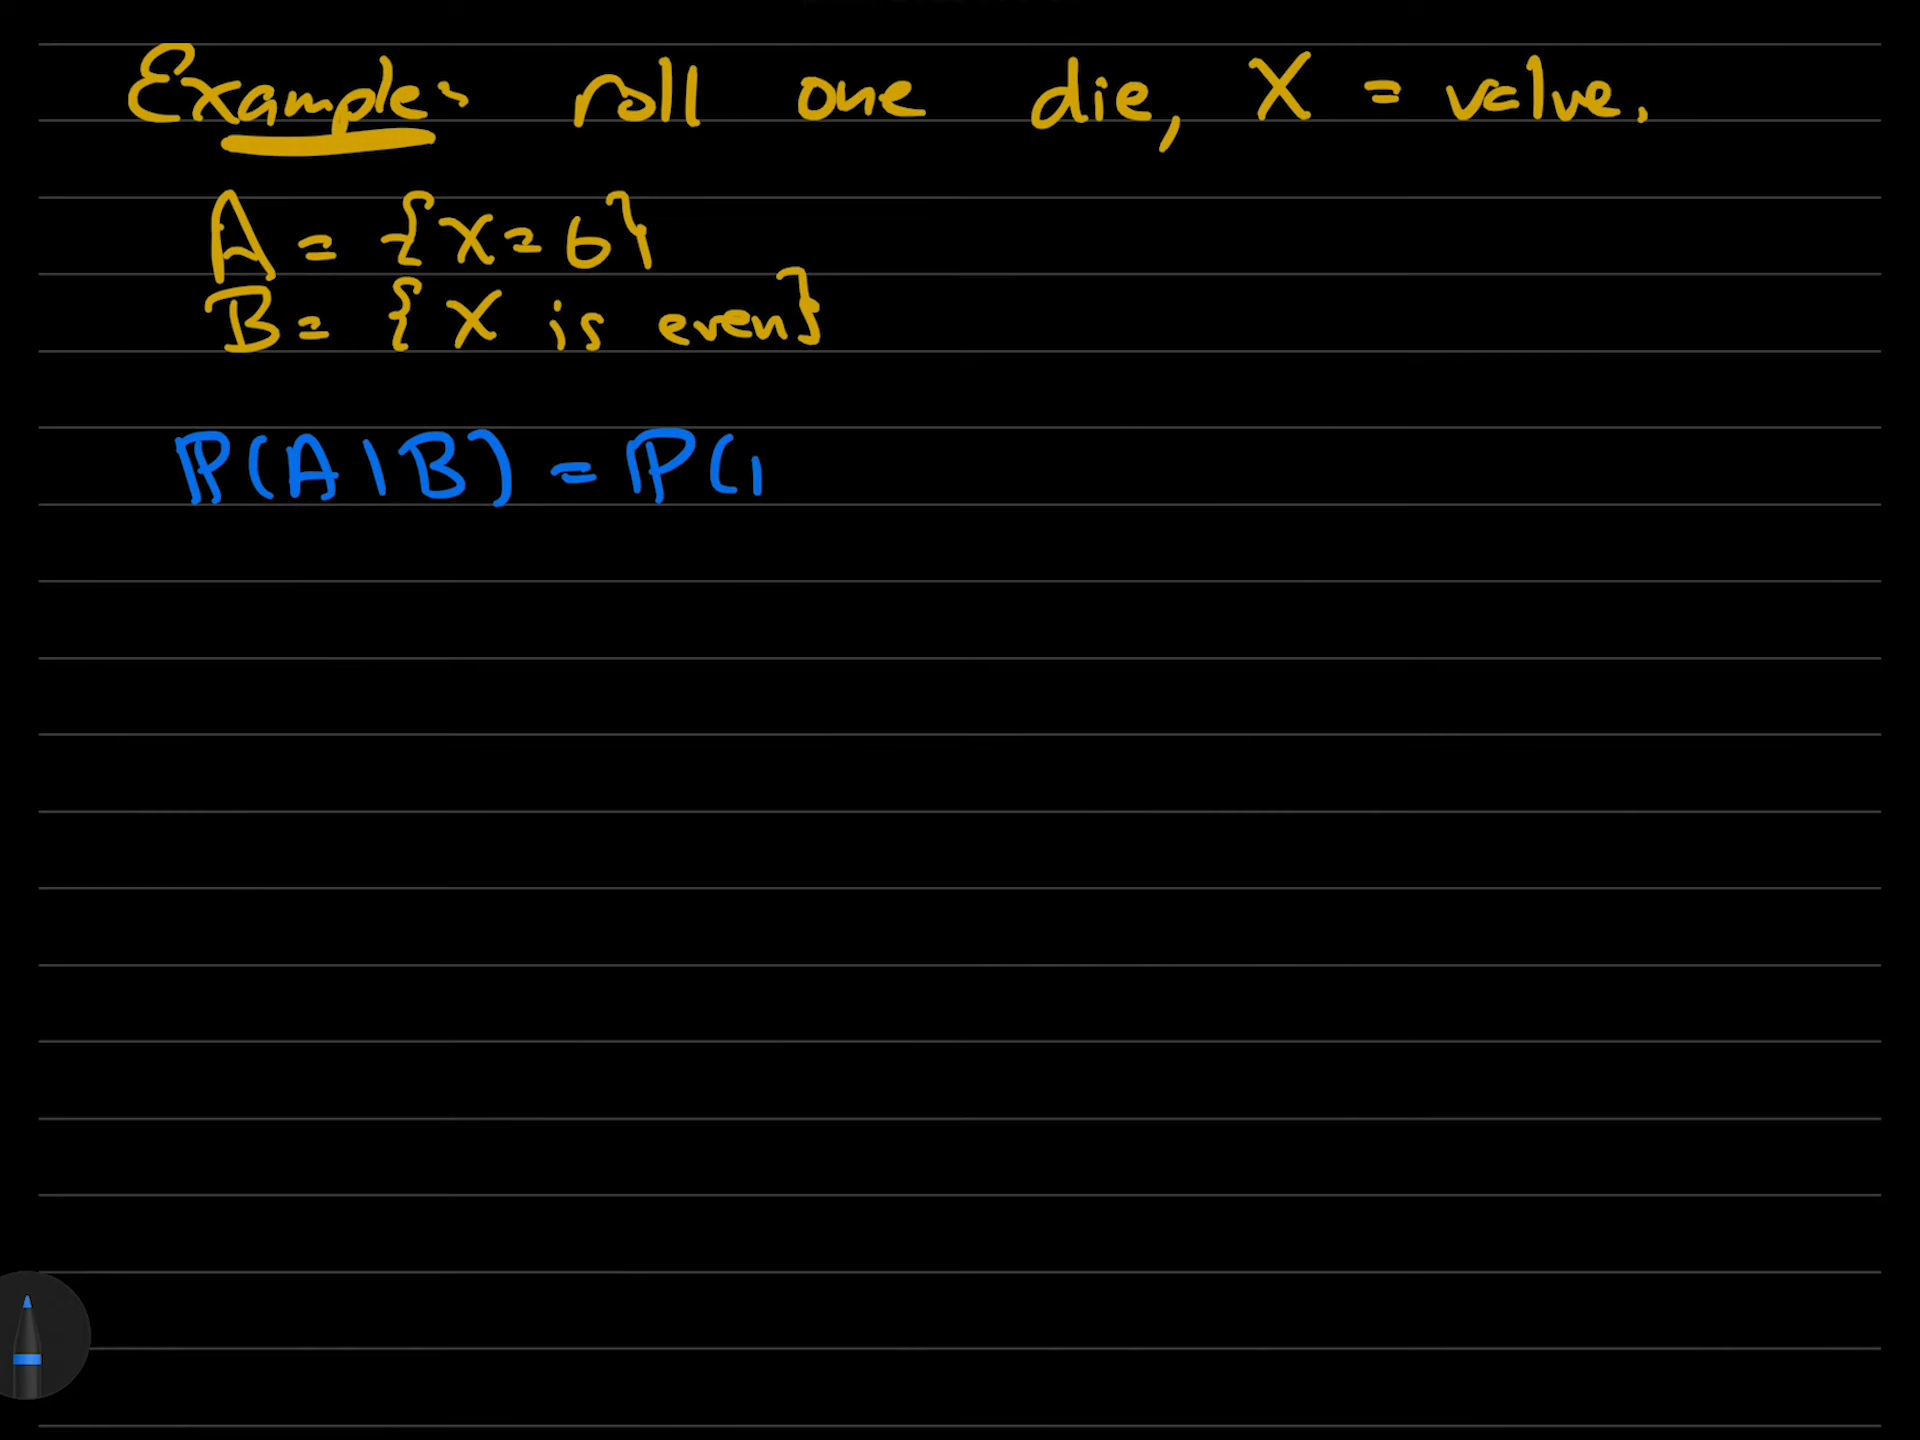 Example: roll one die, X = value.
A = {X=6}
B = {X is even}
ℙ(A|B) = ℙ(